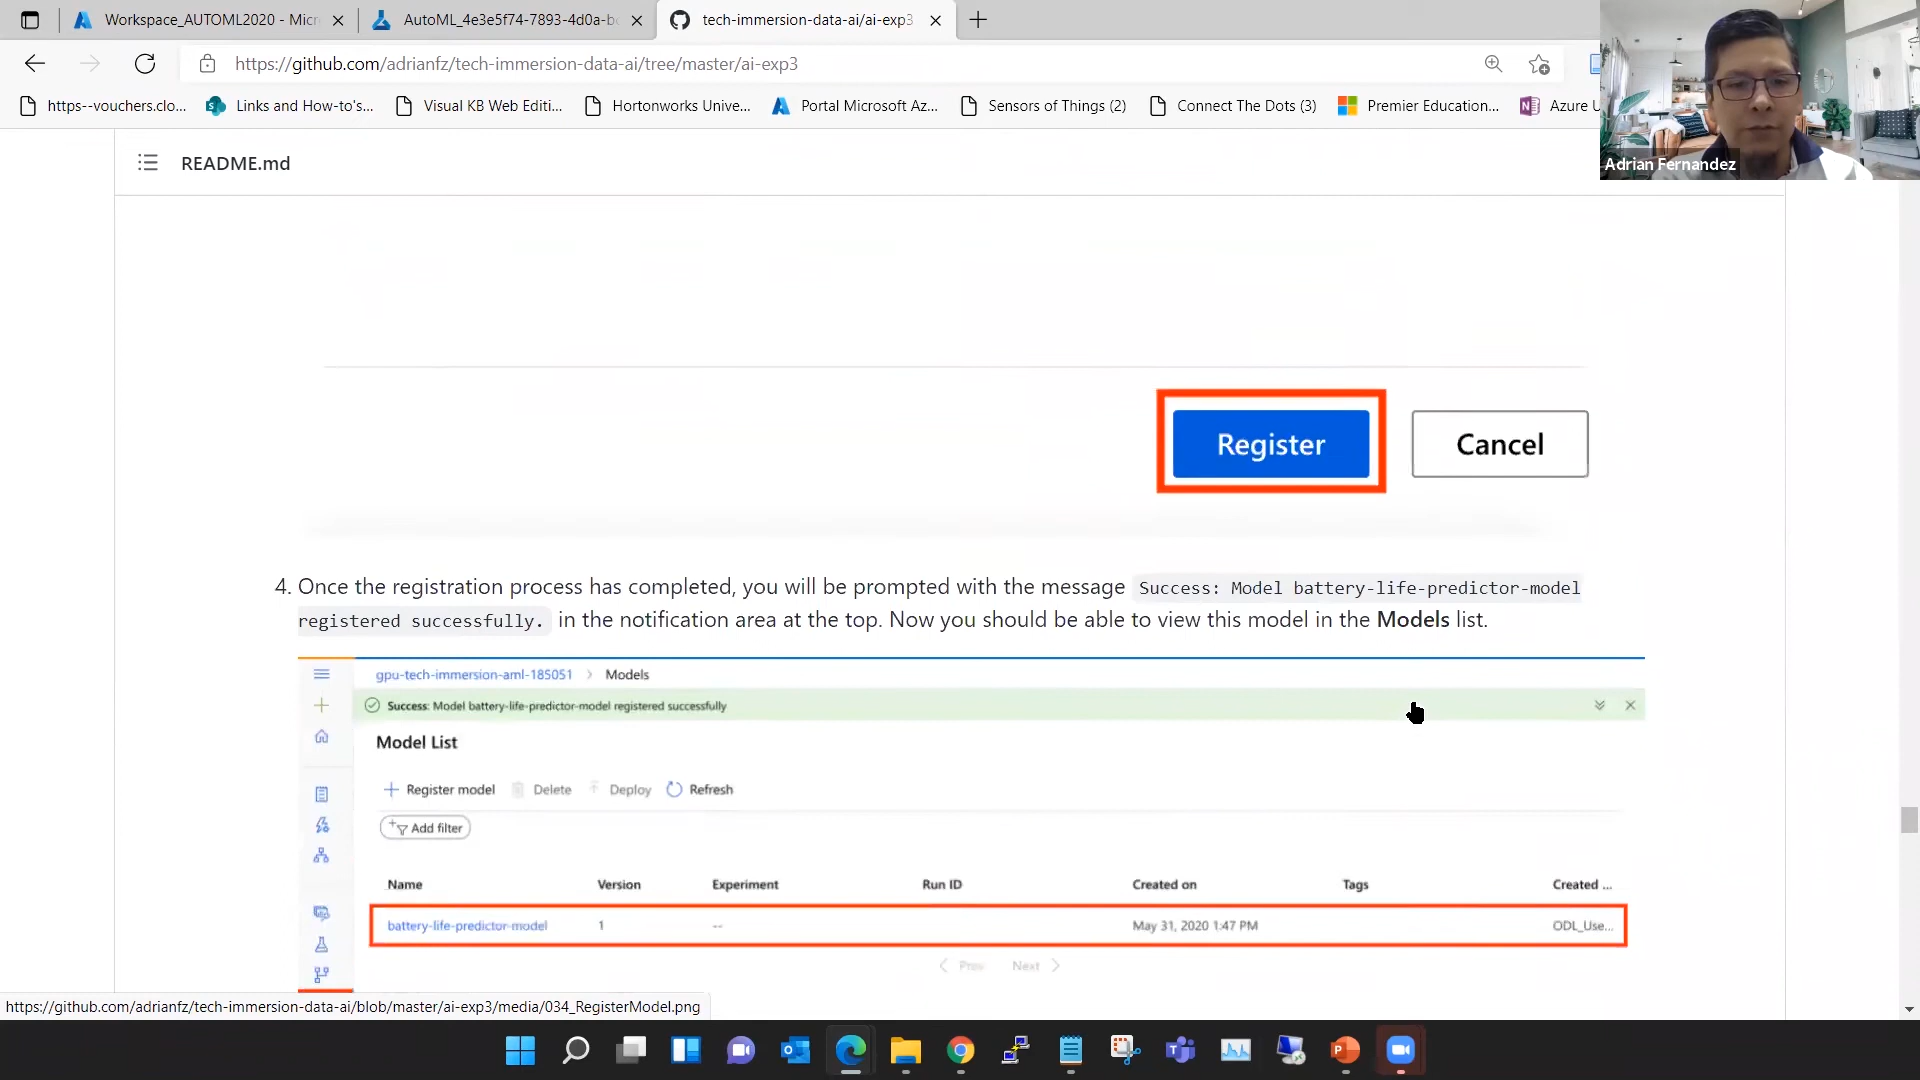 Workspace_AUTOML2020 - Micr
AutoML_4e3e5f74-7893-4d0a-bc
tech-immersion-data-ai/ai-exp3
https://github.com/adrianfz/tech-immersion-data-ai/tree/master/ai-exp3
https--vouchers.clo...
Links and How-to's...
Visual KB Web Editi...
Hortonworks Unive...
Portal Microsoft Az...
Sensors of Things (2)
Connect The Dots (3)
Premier Education...
Azure U
Adrian Fernandez
README.md
Register
Cancel
4. Once the registration process has completed, you will be prompted with the message Success: Model battery-life-predictor-model
registered successfully. in the notification area at the top. Now you should be able to view this model in the Models list.
gpu-tech-immersion-aml-185051 > Models
Success: Model battery-life-predictor-model registered successfully
Model List
Register model Delete Deploy Refresh
Add filter
Name Version Experiment Run ID Created on Tags Created ...
battery-life-predictor-model 1 -- May 31, 2020 1:47 PM ODL_Use...
Prev Next
https://github.com/adrianfz/tech-immersion-data-ai/blob/master/ai-exp3/media/034_RegisterModel.png